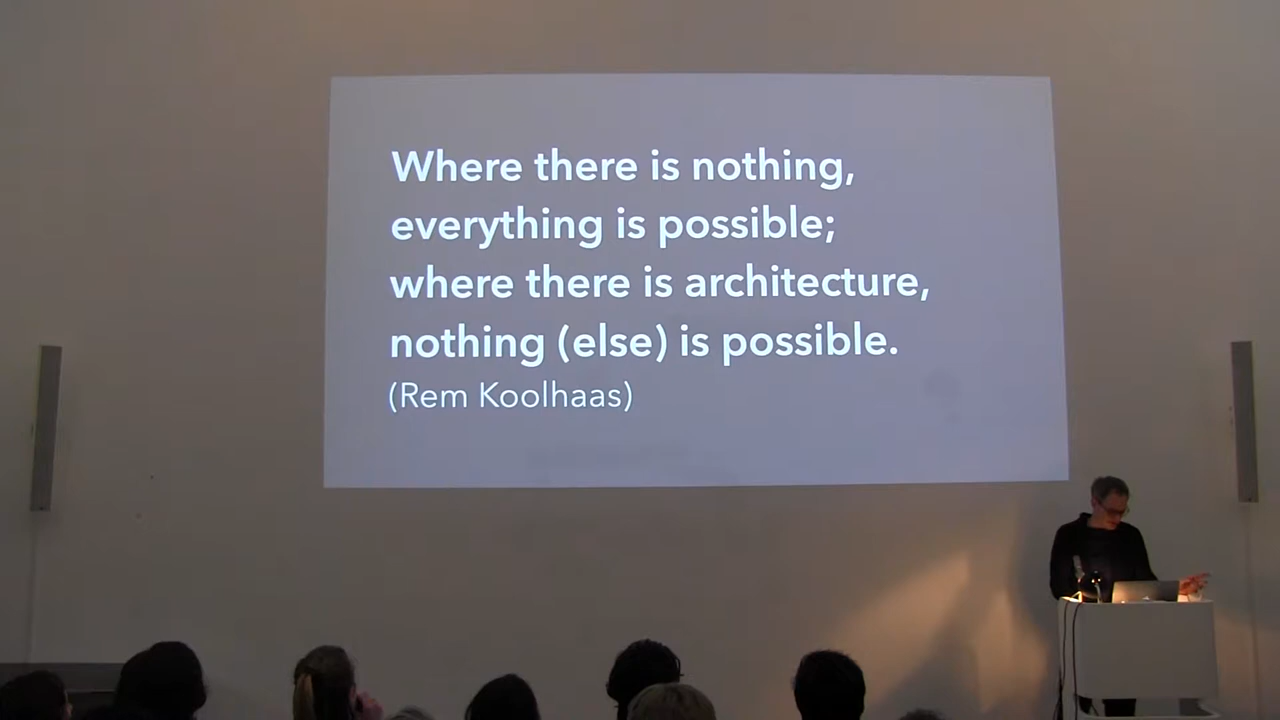 Where there is nothing,
everything is possible;
where there is architecture,
nothing (else) is possible.
(Rem Koolhaas)